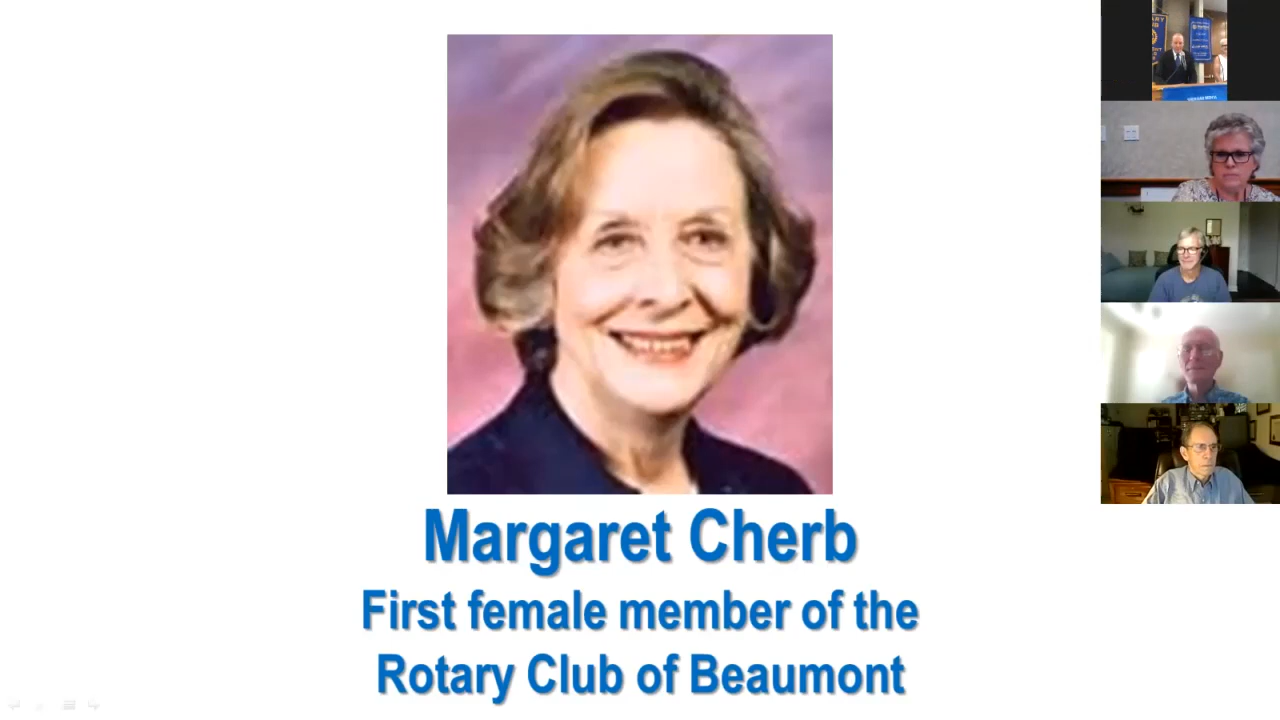 Margaret Cherb
First female member of the
Rotary Club of Beaumont